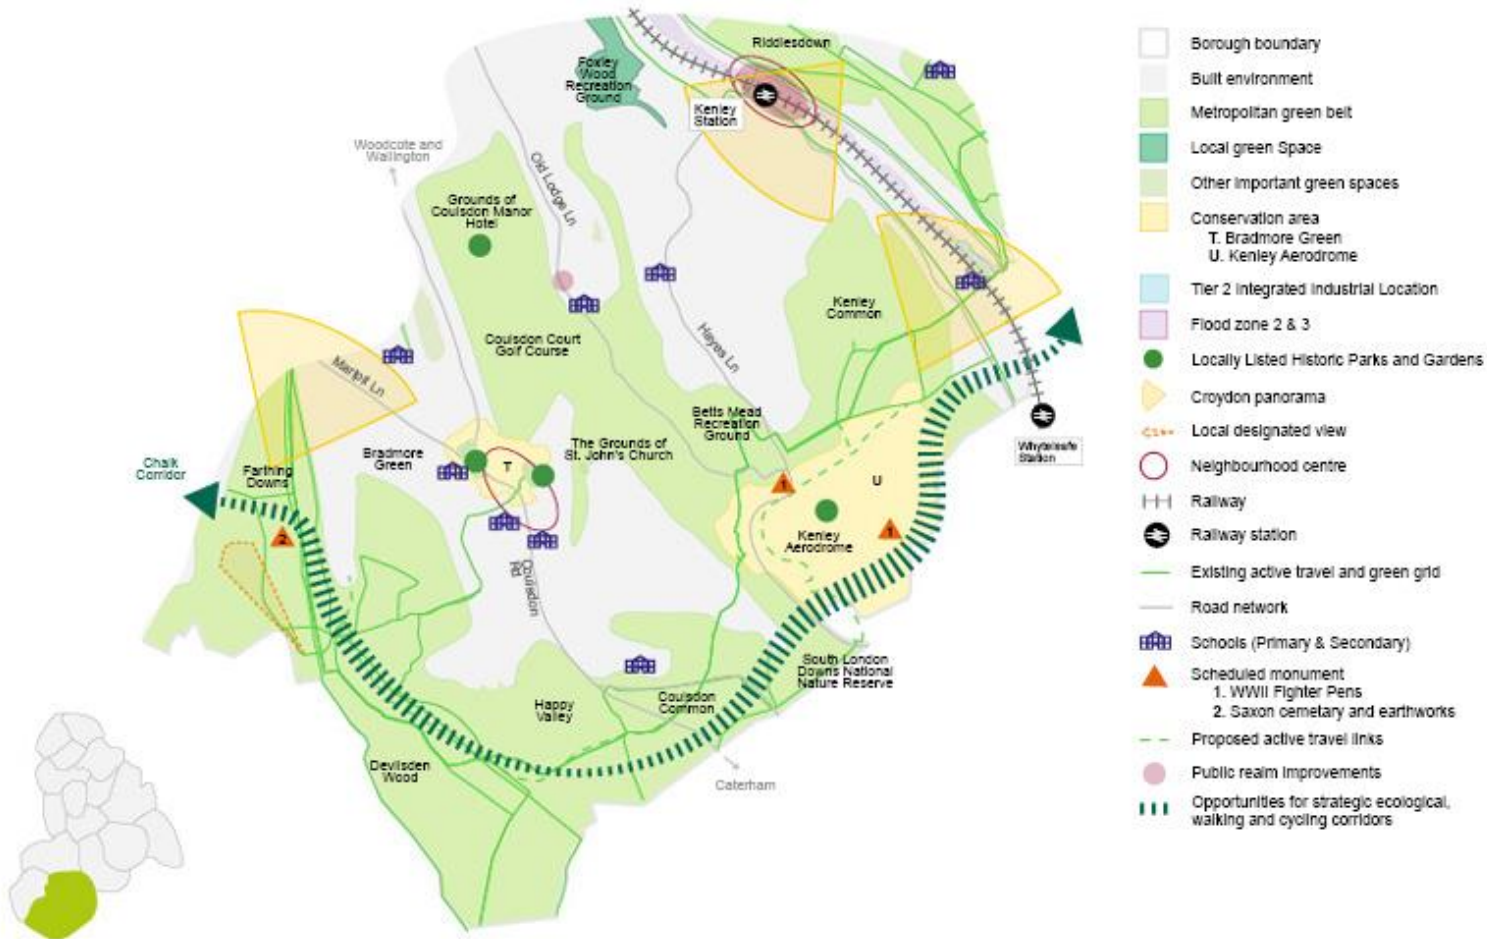 Riddlesdown
Foxley
Wood
Recreation
Ground
Kenley
Station
Woodcote and
Wallington
Old Lodge Ln
Grounds of
Coulsdon Manor
Hotel
Kenley
Common
Coulsdon Court
Golf Course
Hayes Ln
Marlpit Ln
Betts Mead
Recreation
Ground
The Grounds of
St. John's Church
Bradmore
Green
T
Whyteleafe
Station
Chalk
Corridor
Farthing
Downs
1
U
2
Kenley
Aerodrome
1
Coulsdon
Rd
South London
Downs National
Nature Reserve
Happy
Valley
Coulsdon
Common
Devilsden
Wood
Caterham
Borough boundary
Built environment
Metropolitan green belt
Local green Space
Other important green spaces
Conservation area
T. Bradmore Green
U. Kenley Aerodrome
Tier 2 Integrated Industrial Location
Flood zone 2 & 3
Locally Listed Historic Parks and Gardens
Croydon panorama
Local designated view
Neighbourhood centre
Railway
Railway station
Existing active travel and green grid
Road network
Schools (Primary & Secondary)
Scheduled monument
1. WWII Fighter Pens
2. Saxon cemetary and earthworks
Proposed active travel links
Public realm improvements
Opportunities for strategic ecological,
walking and cycling corridors